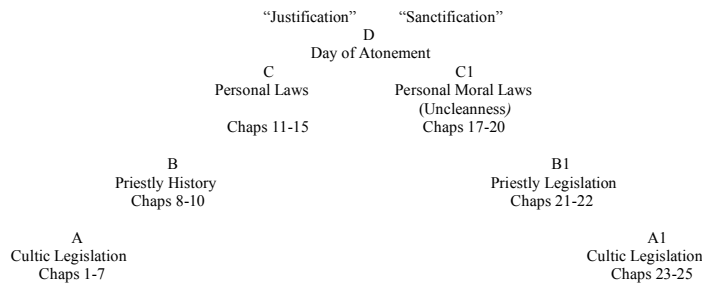 “Justification” “Sanctification”
D
Day of Atonement
C C1
Personal Laws Personal Moral Laws
(Uncleanness)
Chaps 11-15 Chaps 17-20
B B1
Priestly History Priestly Legislation
Chaps 8-10 Chaps 21-22
A A1
Cultic Legislation Cultic Legislation
Chaps 1-7 Chaps 23-25